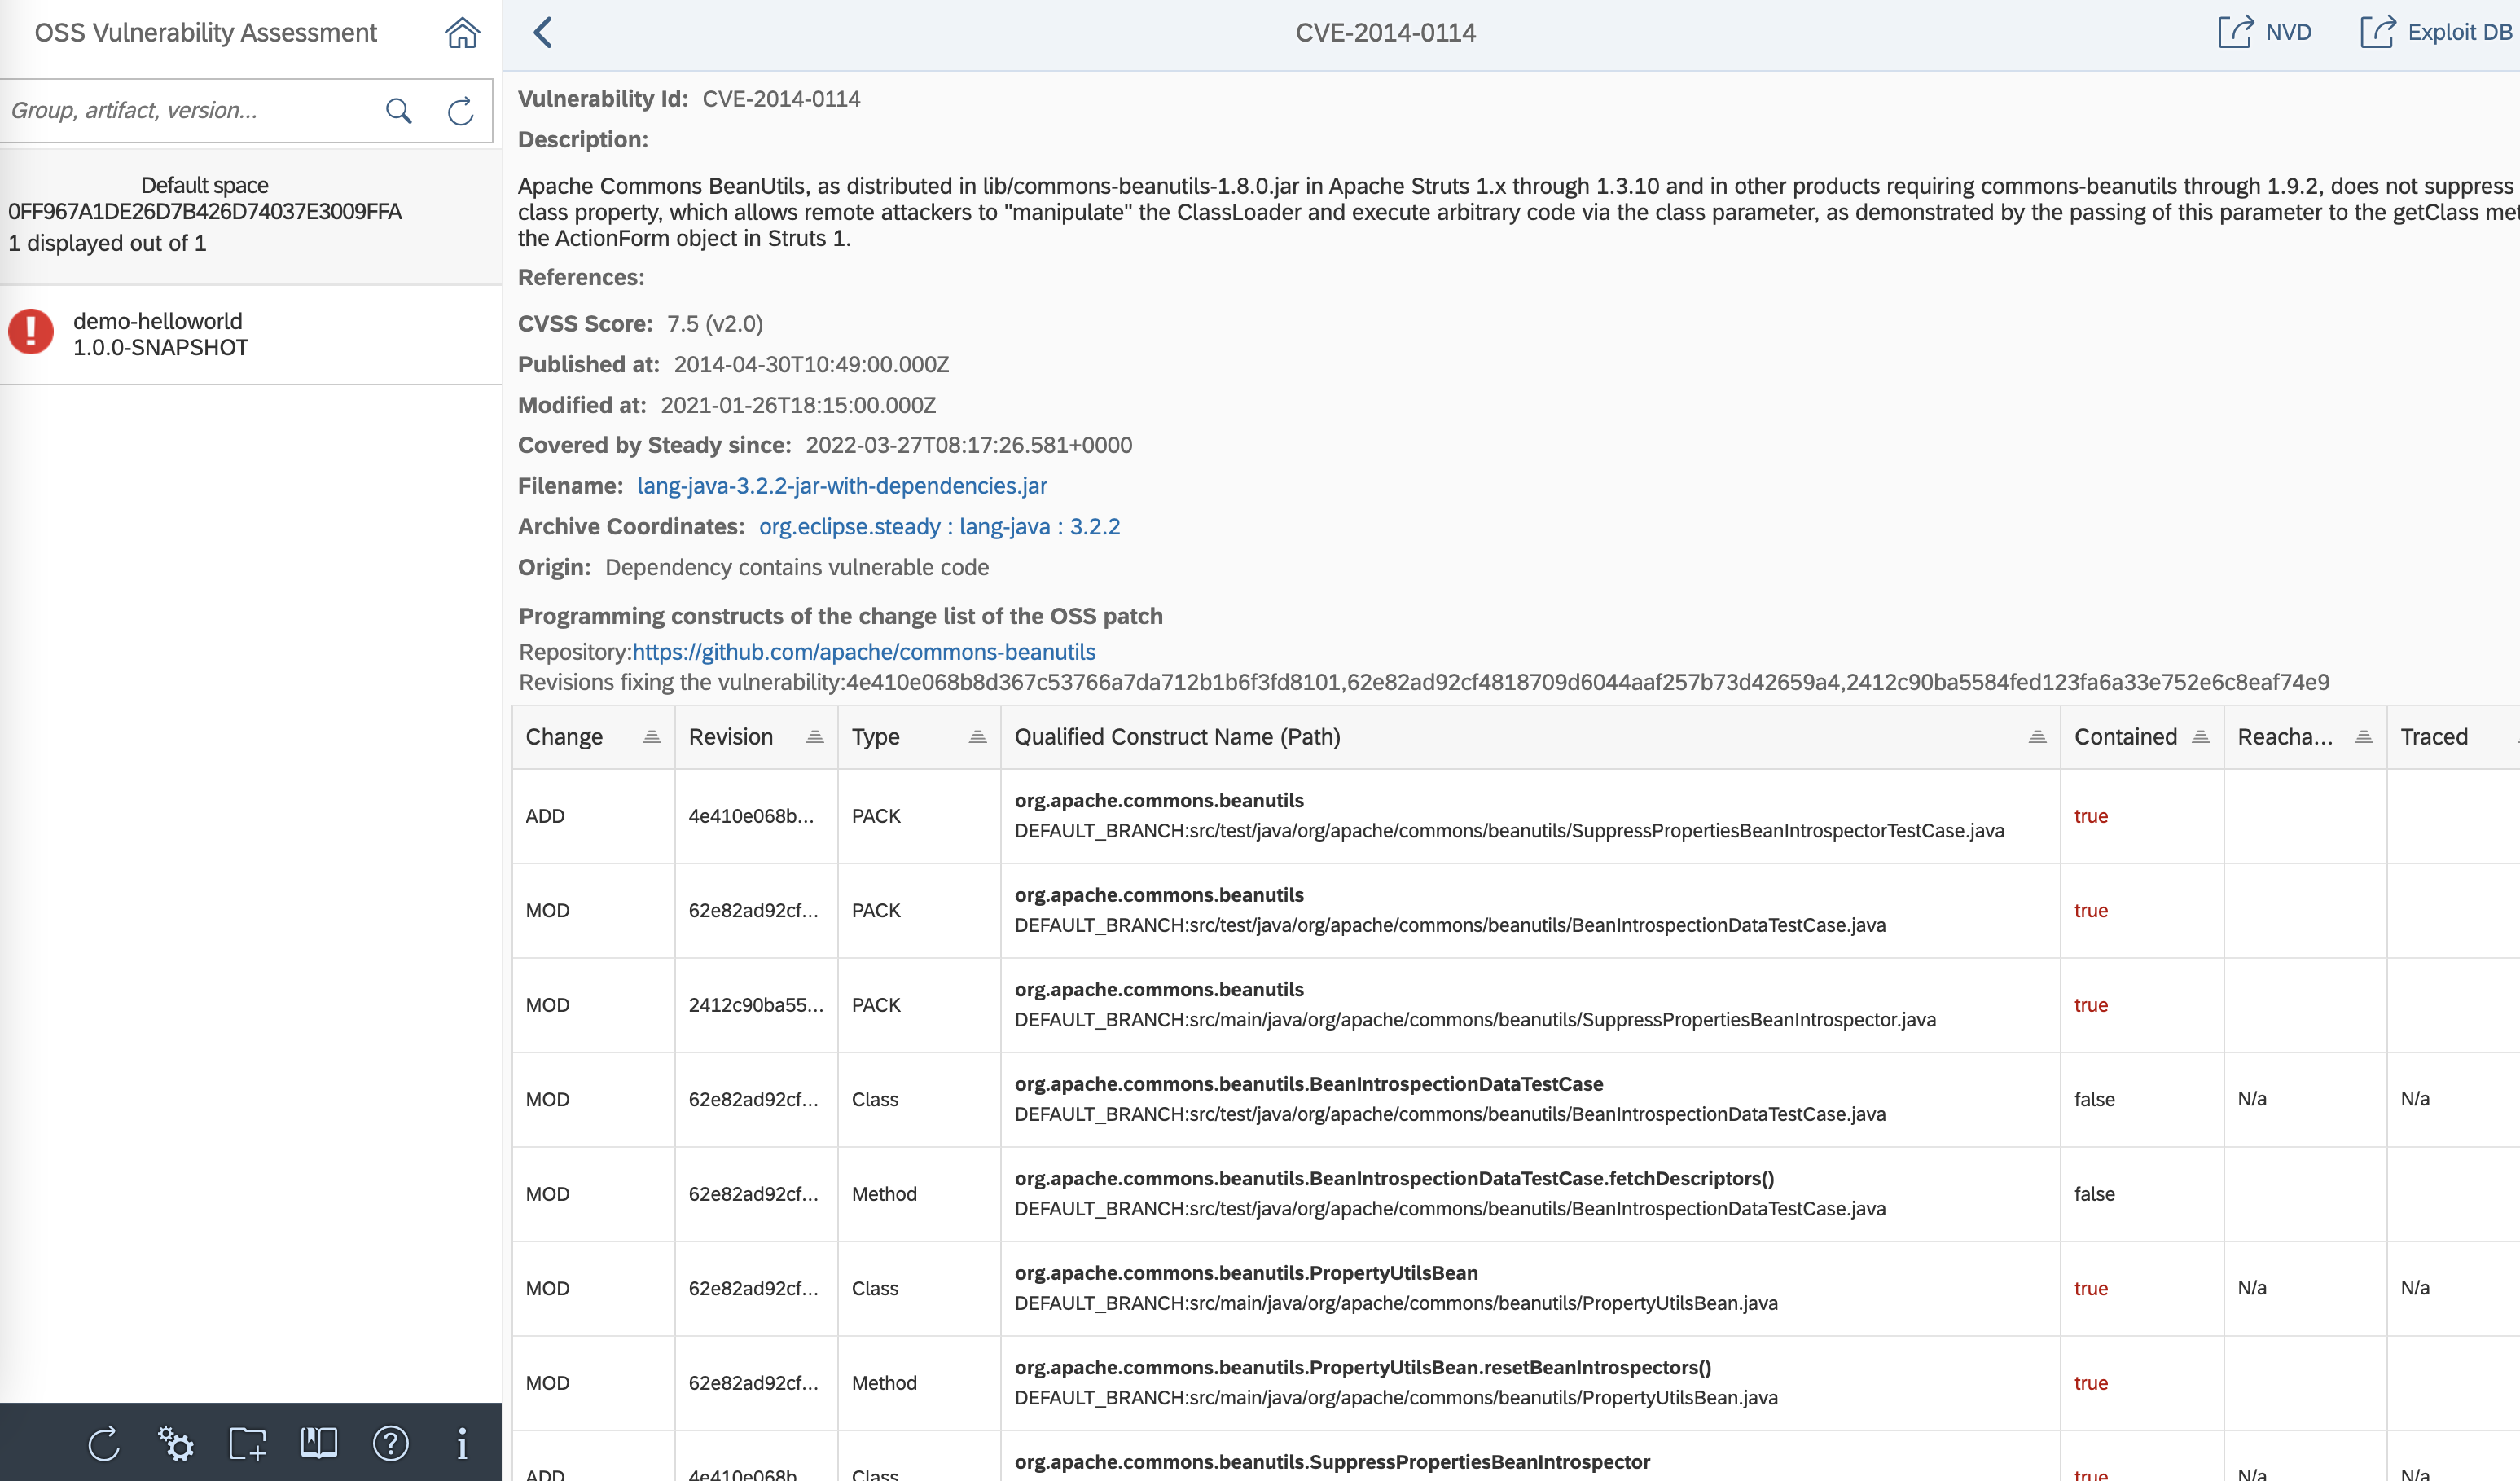 OSS Vulnerability Assessment
Group, artifact, version...
Default space
0FF967A1DE26D7B426D74037E3009FFA
1 displayed out of 1
demo-helloworld
1.0.0-SNAPSHOT
CVE-2014-0114
NVD
Exploit DB
Vulnerability Id: CVE-2014-0114
Description:
Apache Commons BeanUtils, as distributed in lib/commons-beanutils-1.8.0.jar in Apache Struts 1.x through 1.3.10 and in other products requiring commons-beanutils through 1.9.2, does not suppress
class property, which allows remote attackers to "manipulate" the ClassLoader and execute arbitrary code via the class parameter, as demonstrated by the passing of this parameter to the getClass
the ActionForm object in Struts 1.
References:
CVSS Score: 7.5 (v2.0)
Published at: 2014-04-30T10:49:00.000Z
Modified at: 2021-01-26T18:15:00.000Z
Covered by Steady since: 2022-03-27T08:17:26.581+0000
Filename: lang-java-3.2.2-jar-with-dependencies.jar
Archive Coordinates: org.eclipse.steady : lang-java : 3.2.2
Origin: Dependency contains vulnerable code
Programming constructs of the change list of the OSS patch
Repository:https://github.com/apache/commons-beanutils
Revisions fixing the vulnerability:4e410e068b8d367c53766a7da712b1b6f3fd8101,62e82ad92cf4818709d6044aaf257b73d42659a4,2412c90ba5584fed123fa6a33e752e6c8eaf74e9
Change Revision Type Qualified Construct Name (Path) Contained Reacha... Traced
ADD 4e410e068b... PACK org.apache.commons.beanutils true
DEFAULT_BRANCH:src/test/java/org/apache/commons/beanutils/SuppressPropertiesBeanIntrospectorTestCase.java
MOD 62e82ad92cf... PACK org.apache.commons.beanutils true
DEFAULT_BRANCH:src/test/java/org/apache/commons/beanutils/BeanIntrospectionDataTestCase.java
MOD 2412c90ba55... PACK org.apache.commons.beanutils true
DEFAULT_BRANCH:src/main/java/org/apache/commons/beanutils/SuppressPropertiesBeanIntrospector.java
MOD 62e82ad92cf... Class org.apache.commons.beanutils.BeanIntrospectionDataTestCase false N/a N/a
DEFAULT_BRANCH:src/test/java/org/apache/commons/beanutils/BeanIntrospectionDataTestCase.java
MOD 62e82ad92cf... Method org.apache.commons.beanutils.BeanIntrospectionDataTestCase.fetchDescriptors() false
DEFAULT_BRANCH:src/test/java/org/apache/commons/beanutils/BeanIntrospectionDataTestCase.java
MOD 62e82ad92cf... Class org.apache.commons.beanutils.PropertyUtilsBean true N/a N/a
DEFAULT_BRANCH:src/main/java/org/apache/commons/beanutils/PropertyUtilsBean.java
MOD 62e82ad92cf... Method org.apache.commons.beanutils.PropertyUtilsBean.resetBeanIntrospectors() true
DEFAULT_BRANCH:src/main/java/org/apache/commons/beanutils/PropertyUtilsBean.java
ADD 4e410e068b... Class org.apache.commons.beanutils.SuppressPropertiesBeanIntrospector true N/a N/a